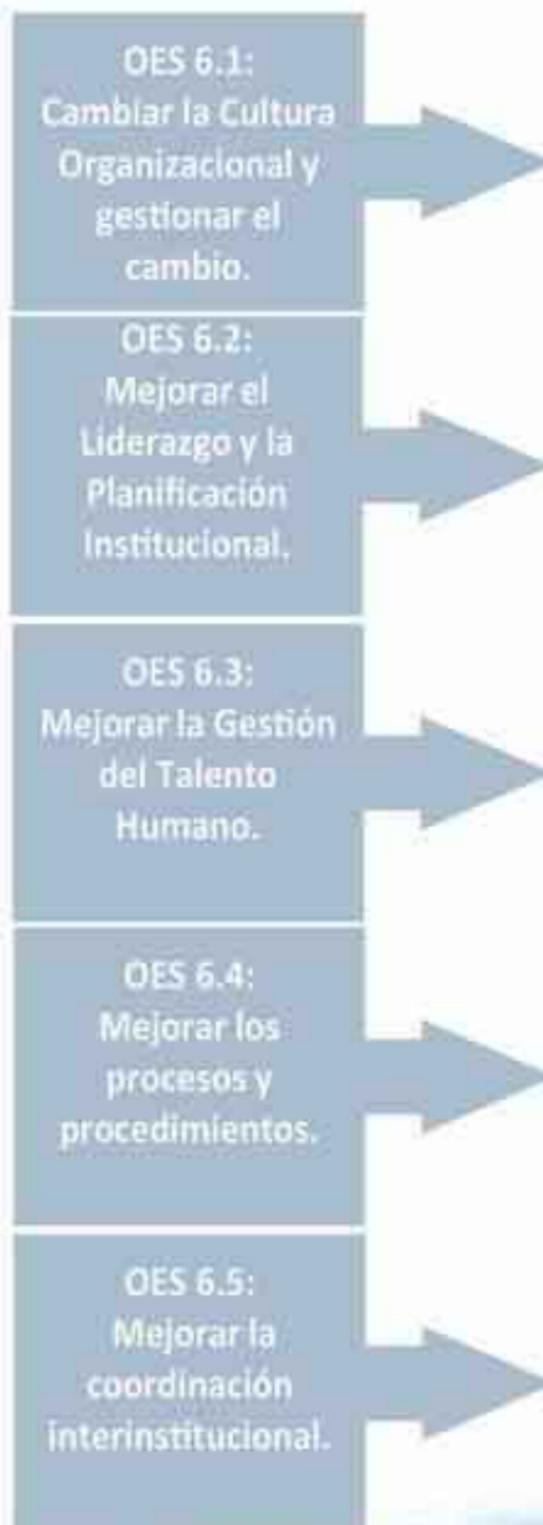 OES 6.1:
Cambiar la Cultura
Organizacional y
gestionar el
cambio.
OES 6.2:
Mejorar el
Liderazgo y la
Planificación
Institucional.
OES 6.3:
Mejorar la Gestión
del Talento
Humano.
OES 6.4:
Mejorar los
procesos y
procedimientos.
OES 6.5:
Mejorar la
coordinación
interinstitucional.